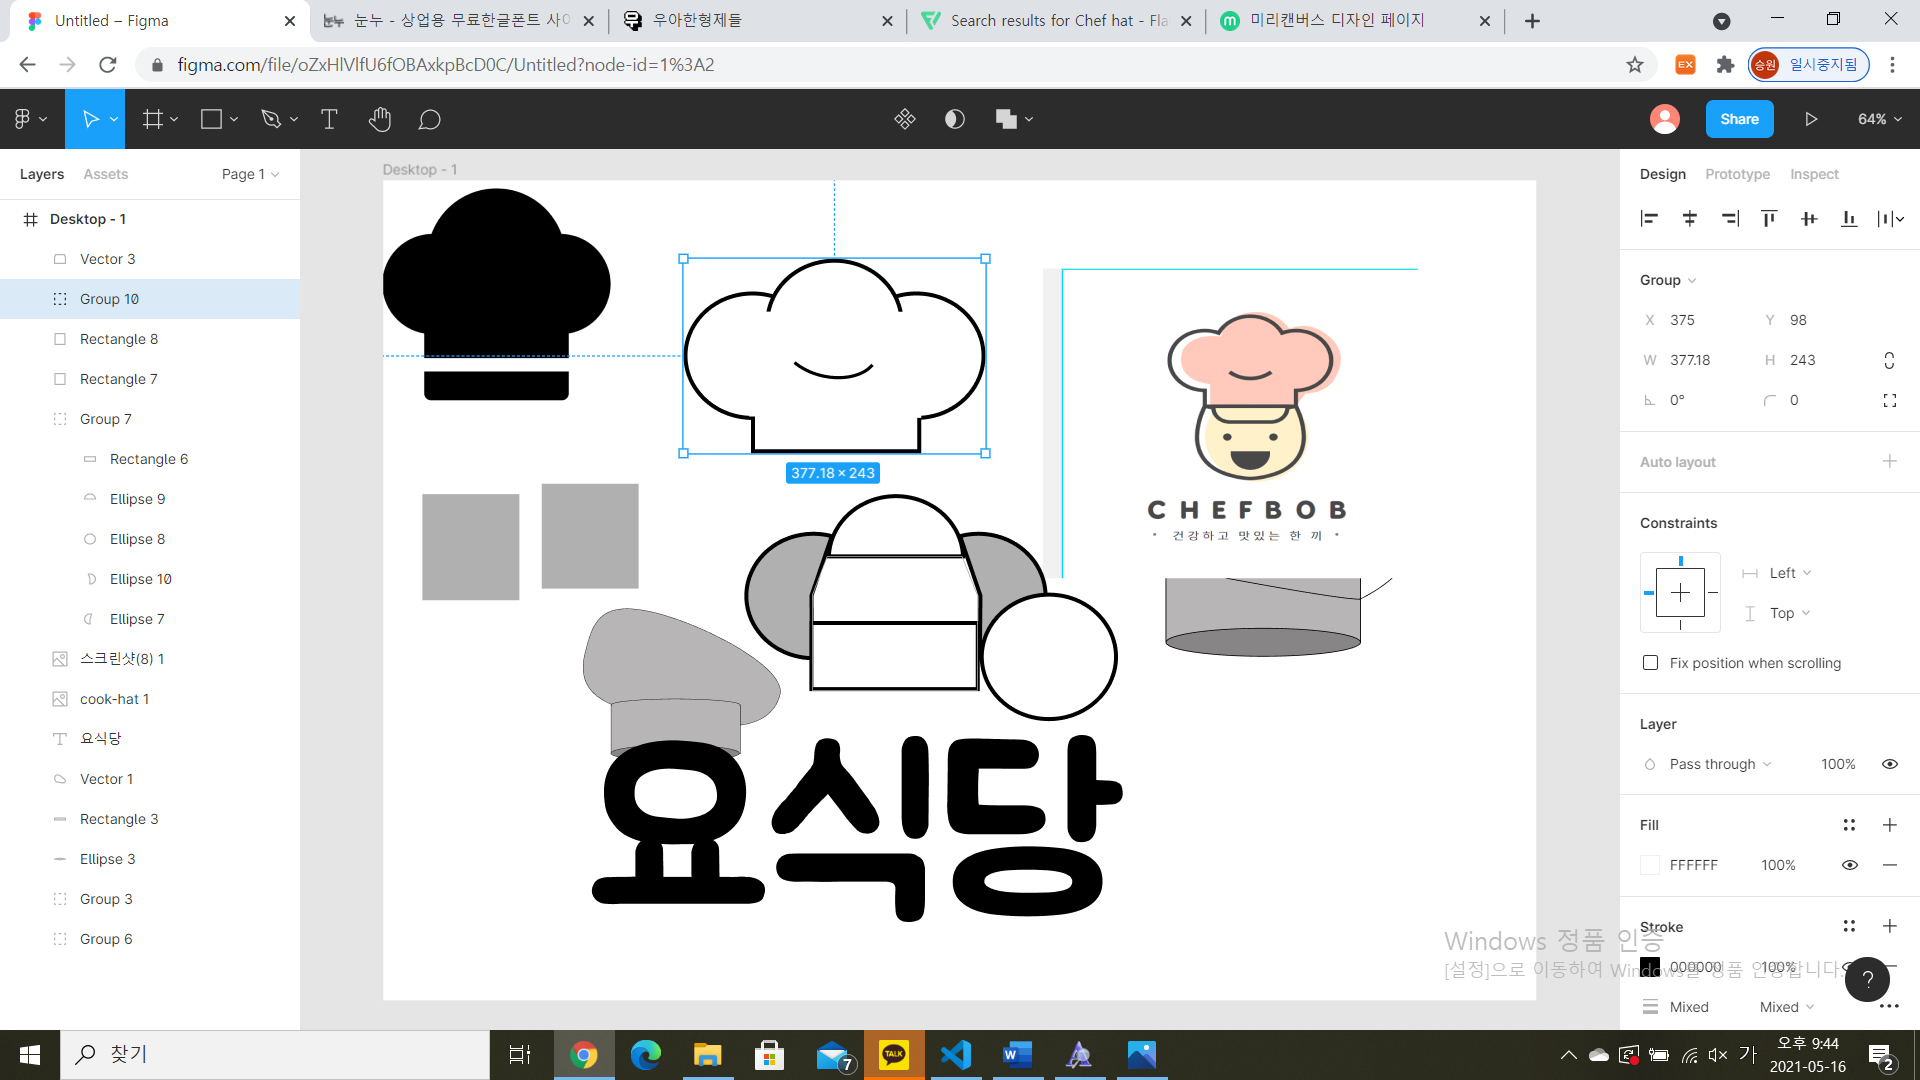 Untitled – Figma
눈누 - 상업용 무료한글폰트 사이
우아한형제들
Search results for Chef hat - Fla
미리캔버스 디자인 페이지
figma.com/file/oZxHlVlfU6fOBAxkpBcD0C/Untitled?node-id=1%3A2
EX
승원
일시중지됨
Share
64%
Layers
Assets
Page 1
Desktop - 1
Vector 3
Group 10
Rectangle 8
Rectangle 7
Group 7
Rectangle 6
Ellipse 9
Ellipse 8
Ellipse 10
Ellipse 7
스크린샷(8) 1
cook-hat 1
요식당
Vector 1
Rectangle 3
Ellipse 3
Group 3
Group 6
Desktop - 1
377.18 × 243
CHEFBOB
건강하고 맛있는 한 끼
요식당
Design
Prototype
Inspect
Group
X 375
Y 98
W 377.18
H 243
0°
0
Auto layout
Constraints
Left
Top
Fix position when scrolling
Layer
Pass through
100%
Fill
FFFFFF
100%
Stroke
000000
100%
Mixed
Mixed
Windows 정품 인증
[설정]으로 이동하여 Windows를 정품 인증합니다.
?
찾기
7
TALK
가
오후 9:44
2021-05-16
2